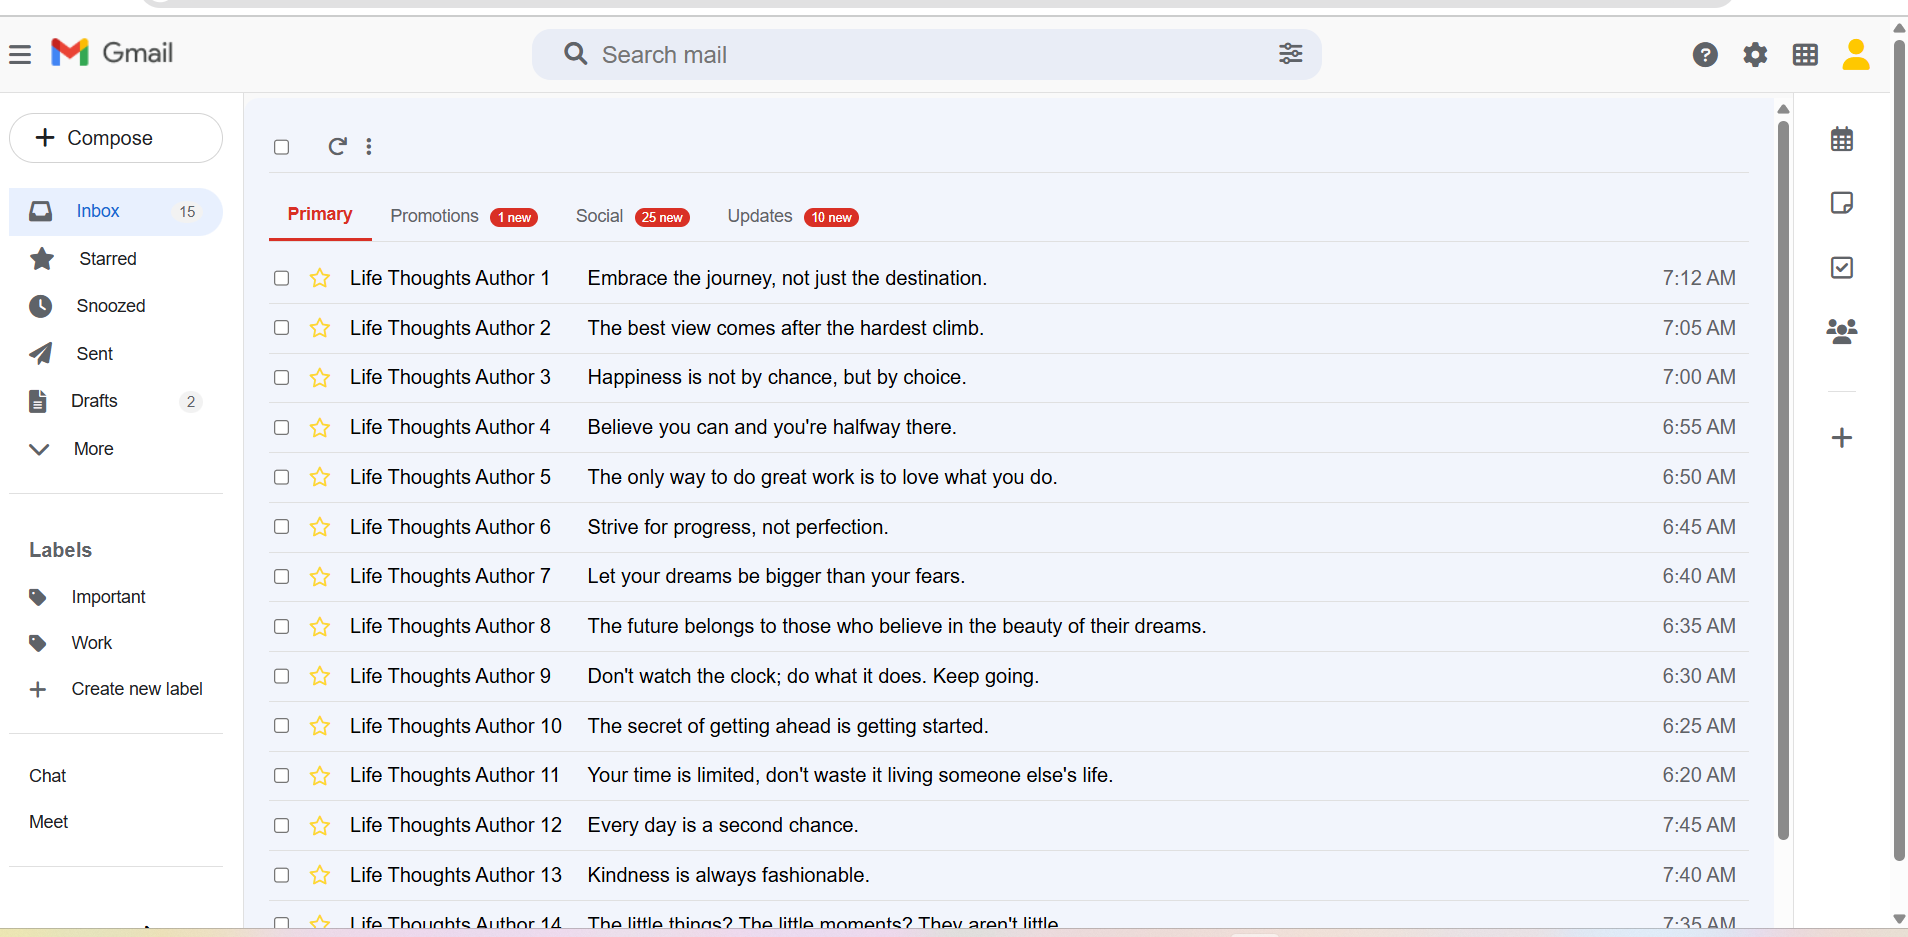 Gmail
Search mail
Compose
Inbox 15
Starred
Snoozed
Sent
Drafts 2
More
Labels
Important
Work
Create new label
Chat
Meet
Primary Promotions 1 new Social 25 new Updates 10 new
Life Thoughts Author 1 Embrace the journey, not just the destination. 7:12 AM
Life Thoughts Author 2 The best view comes after the hardest climb. 7:05 AM
Life Thoughts Author 3 Happiness is not by chance, but by choice. 7:00 AM
Life Thoughts Author 4 Believe you can and you're halfway there. 6:55 AM
Life Thoughts Author 5 The only way to do great work is to love what you do. 6:50 AM
Life Thoughts Author 6 Strive for progress, not perfection. 6:45 AM
Life Thoughts Author 7 Let your dreams be bigger than your fears. 6:40 AM
Life Thoughts Author 8 The future belongs to those who believe in the beauty of their dreams. 6:35 AM
Life Thoughts Author 9 Don't watch the clock; do what it does. Keep going. 6:30 AM
Life Thoughts Author 10 The secret of getting ahead is getting started. 6:25 AM
Life Thoughts Author 11 Your time is limited, don't waste it living someone else's life. 6:20 AM
Life Thoughts Author 12 Every day is a second chance. 7:45 AM
Life Thoughts Author 13 Kindness is always fashionable. 7:40 AM
Life Thoughts Author 14 The little things? The little moments? They aren't little 7:35 AM